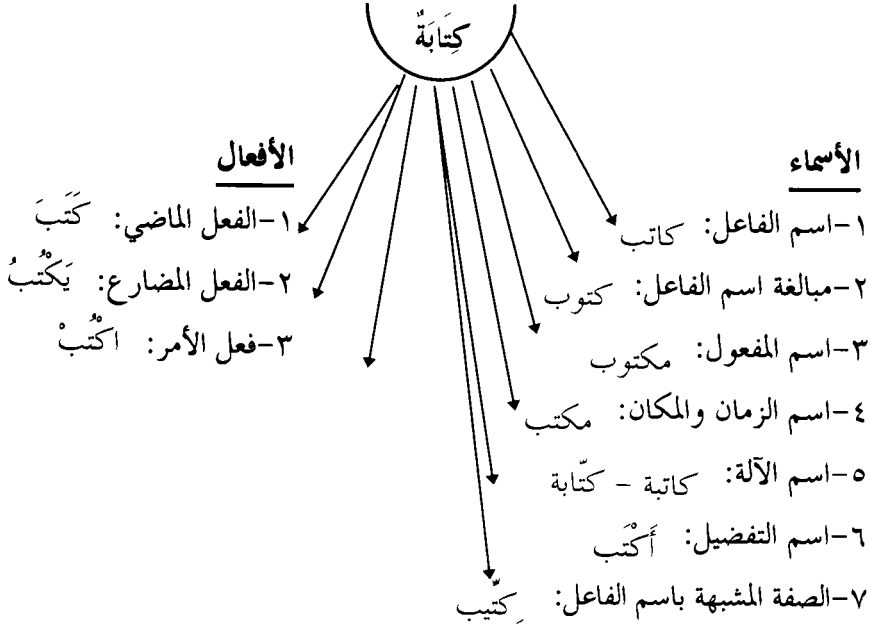 كِتَابَةٌ
الأسماء
١-اسم الفاعل: كاتب
٢-مبالغة اسم الفاعل: كتوب
٣-اسم المفعول: مكتوب
٤-اسم الزمان والمكان: مكتب
٥-اسم الآلة: كاتبة - كتّابة
٦-اسم التفضيل: أَكْتَب
٧-الصفة المشبهة باسم الفاعل: كِتّيب
الأفعال
١-الفعل الماضي: كَتَبَ
٢-الفعل المضارع: يَكْتُبُ
٣-فعل الأمر: اكْتُبْ